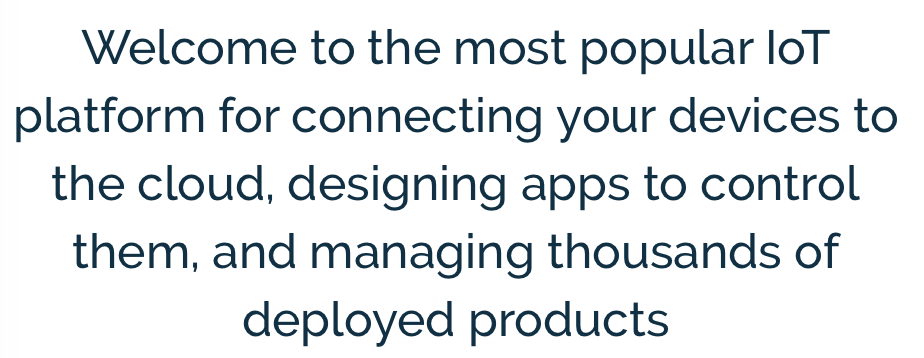 Welcome to the most popular IoT
platform for connecting your devices to
the cloud, designing apps to control
them, and managing thousands of
deployed products